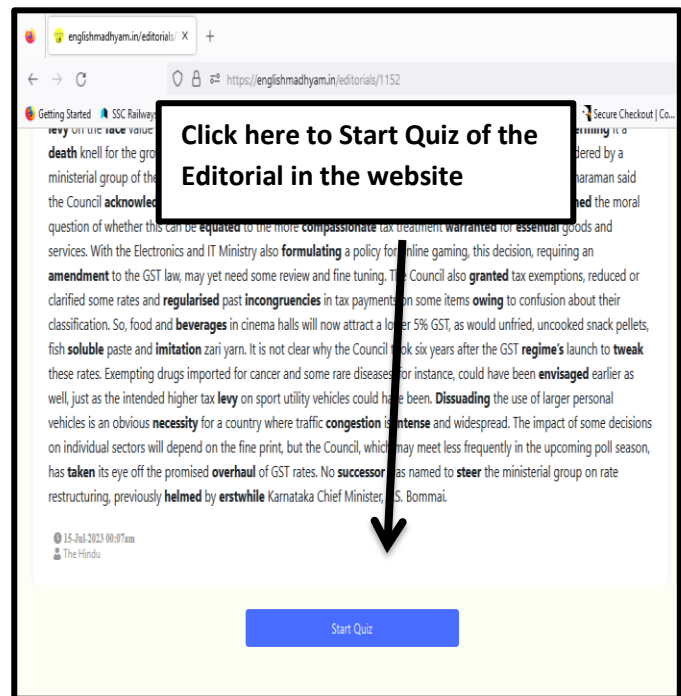 englishmadhyam.in/editorials/ X +
https://englishmadhyam.in/editorials/1152
Getting Started SSC Railway Secure Checkout | Co...
Click here to Start Quiz of the
Editorial in the website
levy on the face value it a
death knell for the gro dered by a
ministerial group of the haraman said
the Council acknowled the moral
question of whether this can be equated to the more compassionate tax treatment warranted for essential goods and
services. With the Electronics and IT Ministry also formulating a policy for online gaming, this decision, requiring an
amendment to the GST law, may yet need some review and fine tuning. The Council also granted tax exemptions, reduced or
clarified some rates and regularised past incongruencies in tax payments on some items owing to confusion about their
classification. So, food and beverages in cinema halls will now attract a lower 5% GST, as would unfried, uncooked snack pellets,
fish soluble paste and imitation zari yarn. It is not clear why the Council took six years after the GST regime's launch to tweak
these rates. Exempting drugs imported for cancer and some rare diseases, for instance, could have been envisaged earlier as
well, just as the intended higher tax levy on sport utility vehicles could have been. Dissuading the use of larger personal
vehicles is an obvious necessity for a country where traffic congestion is intense and widespread. The impact of some decisions
on individual sectors will depend on the fine print, but the Council, which may meet less frequently in the upcoming poll season,
has taken its eye off the promised overhaul of GST rates. No successor was named to steer the ministerial group on rate
restructuring, previously helmed by erstwhile Karnataka Chief Minister, S. Bommai.
15-Jul-2023 00:07am
The Hindu
Start Quiz